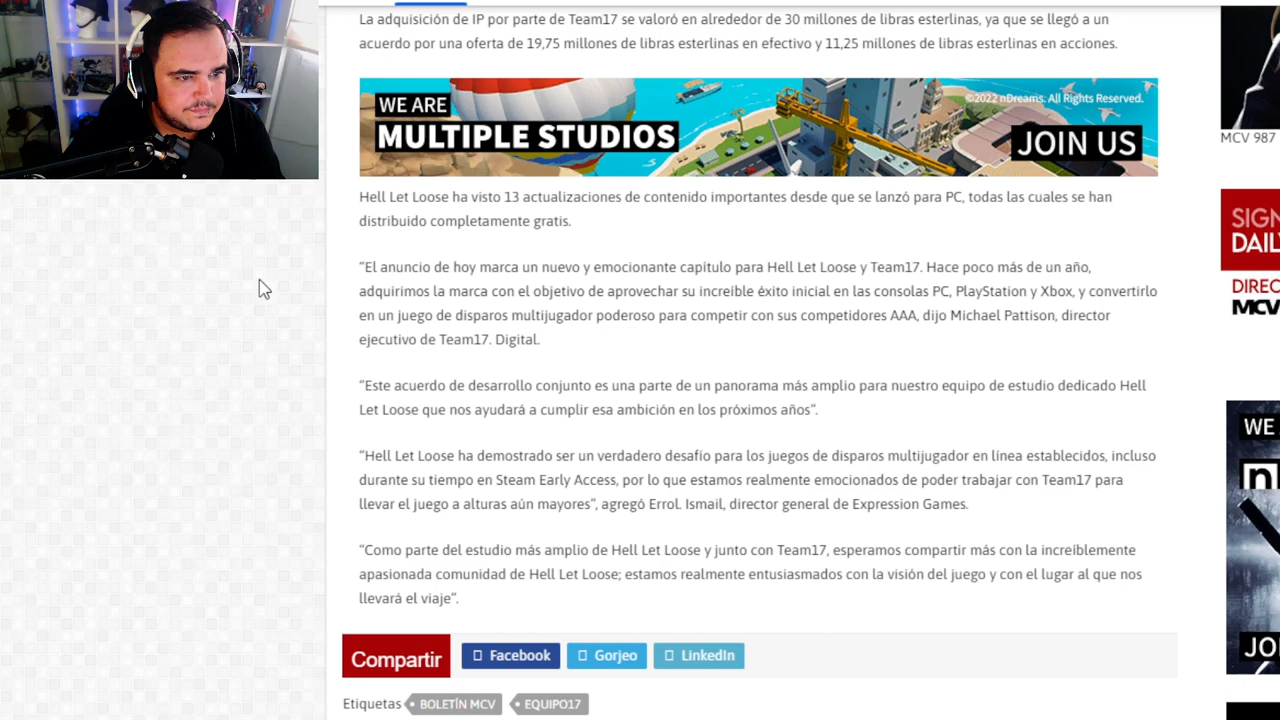 La adquisición de IP por parte de Team17 se valoró en alrededor de 30 millones de libras esterlinas, ya que se llegó a un
acuerdo por una oferta de 19,75 millones de libras esterlinas en efectivo y 11,25 millones de libras esterlinas en acciones.
WE ARE
MULTIPLE STUDIOS
©2022 nDreams. All Rights Reserved.
JOIN US
Hell Let Loose ha visto 13 actualizaciones de contenido importantes desde que se lanzó para PC, todas las cuales se han
distribuido completamente gratis.
“El anuncio de hoy marca un nuevo y emocionante capítulo para Hell Let Loose y Team17. Hace poco más de un año,
adquirimos la marca con el objetivo de aprovechar su increíble éxito inicial en las consolas PC, PlayStation y Xbox, y convertirlo
en un juego de disparos multijugador poderoso para competir con sus competidores AAA, dijo Michael Pattison, director
ejecutivo de Team17. Digital.
“Este acuerdo de desarrollo conjunto es una parte de un panorama más amplio para nuestro equipo de estudio dedicado Hell
Let Loose que nos ayudará a cumplir esa ambición en los próximos años”.
“Hell Let Loose ha demostrado ser un verdadero desafío para los juegos de disparos multijugador en línea establecidos, incluso
durante su tiempo en Steam Early Access, por lo que estamos realmente emocionados de poder trabajar con Team17 para
llevar el juego a alturas aún mayores”, agregó Errol. Ismail, director general de Expression Games.
“Como parte del estudio más amplio de Hell Let Loose y junto con Team17, esperamos compartir más con la increíblemente
apasionada comunidad de Hell Let Loose; estamos realmente entusiasmados con la visión del juego y con el lugar al que nos
llevará el viaje”.
Compartir
Facebook
Gorjeo
LinkedIn
Etiquetas
BOLETÍN MCV
EQUIPO17
MCV 987
SIGN
DAIL
DIREC
MCV
WE
n
JO